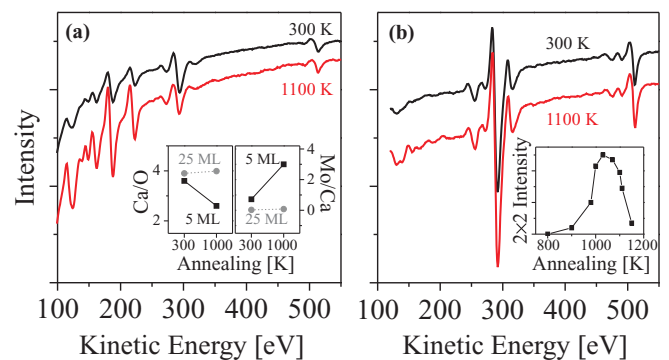 (a)
300 K
1100 K
Intensity
25 ML
5 ML
Ca/O
4
2
300
1000
5 ML
25 ML
Mo/Ca
3
2
1
0
300
1000
Annealing [K]
100 200 300 400 500
Kinetic Energy [eV]
(b)
300 K
1100 K
2×2 Intensity
800 1000 1200
Annealing [K]
100 200 300 400 500
Kinetic Energy [eV]